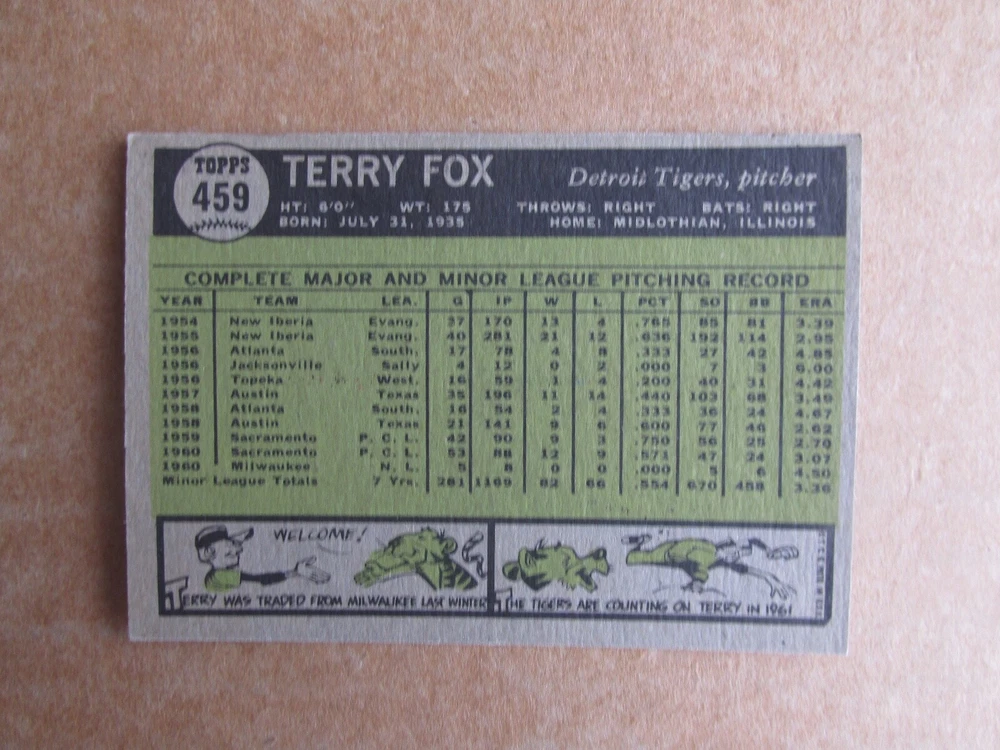 TOPPS
459
TERRY FOX
Detroit Tigers, pitcher
HT: 6'0" WT: 175 THROWS: RIGHT BATS: RIGHT
BORN: JULY 31, 1935 HOME: MIDLOTHIAN, ILLINOIS
COMPLETE MAJOR AND MINOR LEAGUE PITCHING RECORD
YEAR TEAM LEA. G IP W L PCT SO BB ERA
1954 New Iberia Evang. 37 170 13 4 .765 85 81 3.39
1955 New Iberia Evang. 40 281 21 12 .636 192 114 2.95
1956 Atlanta South. 17 78 4 8 .333 27 42 4.85
1956 Jacksonville Sally 4 12 0 2 .000 7 3 6.00
1956 Topeka West. 16 59 1 4 .200 40 31 4.42
1957 Austin Texas 35 196 11 14 .440 103 68 3.49
1958 Atlanta South. 16 54 2 4 .333 36 24 4.67
1958 Austin Texas 21 141 9 6 .600 77 46 2.62
1959 Sacramento P. C. L. 42 90 9 3 .750 56 25 2.70
1960 Sacramento P. C. L. 53 88 12 9 .571 47 24 3.07
1960 Milwaukee N. L. 5 8 0 0 .000 5 6 4.50
Minor League Totals 7 Yrs. 281 1169 82 66 .554 670 458 3.36
WELCOME!
TERRY WAS TRADED FROM MILWAUKEE LAST WINTER
THE TIGERS ARE COUNTING ON TERRY IN 1961